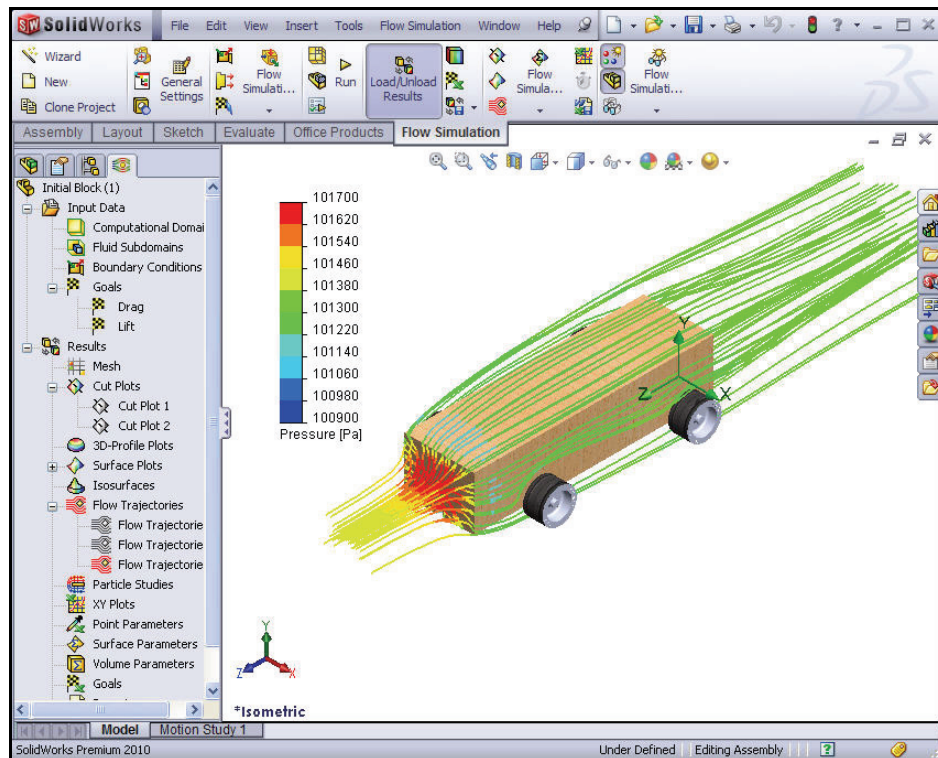 SolidWorks File Edit View Insert Tools Flow Simulation Window Help
Wizard
New
Clone Project
General Settings
Flow Simulati...
Run
Load/Unload Results
Flow Simula...
Flow Simulati...
Assembly Layout Sketch Evaluate Office Products Flow Simulation
Initial Block (1)
Input Data
Computational Domai
Fluid Subdomains
Boundary Conditions
Goals
Drag
Lift
Results
Mesh
Cut Plots
Cut Plot 1
Cut Plot 2
3D-Profile Plots
Surface Plots
Isosurfaces
Flow Trajectories
Flow Trajectorie
Flow Trajectorie
Flow Trajectorie
Particle Studies
XY Plots
Point Parameters
Surface Parameters
Volume Parameters
Goals
101700
101620
101540
101460
101380
101300
101220
101140
101060
100980
100900
Pressure [Pa]
Y
Z X
Y
Z X
*Isometric
Model Motion Study 1
SolidWorks Premium 2010 Under Defined Editing Assembly